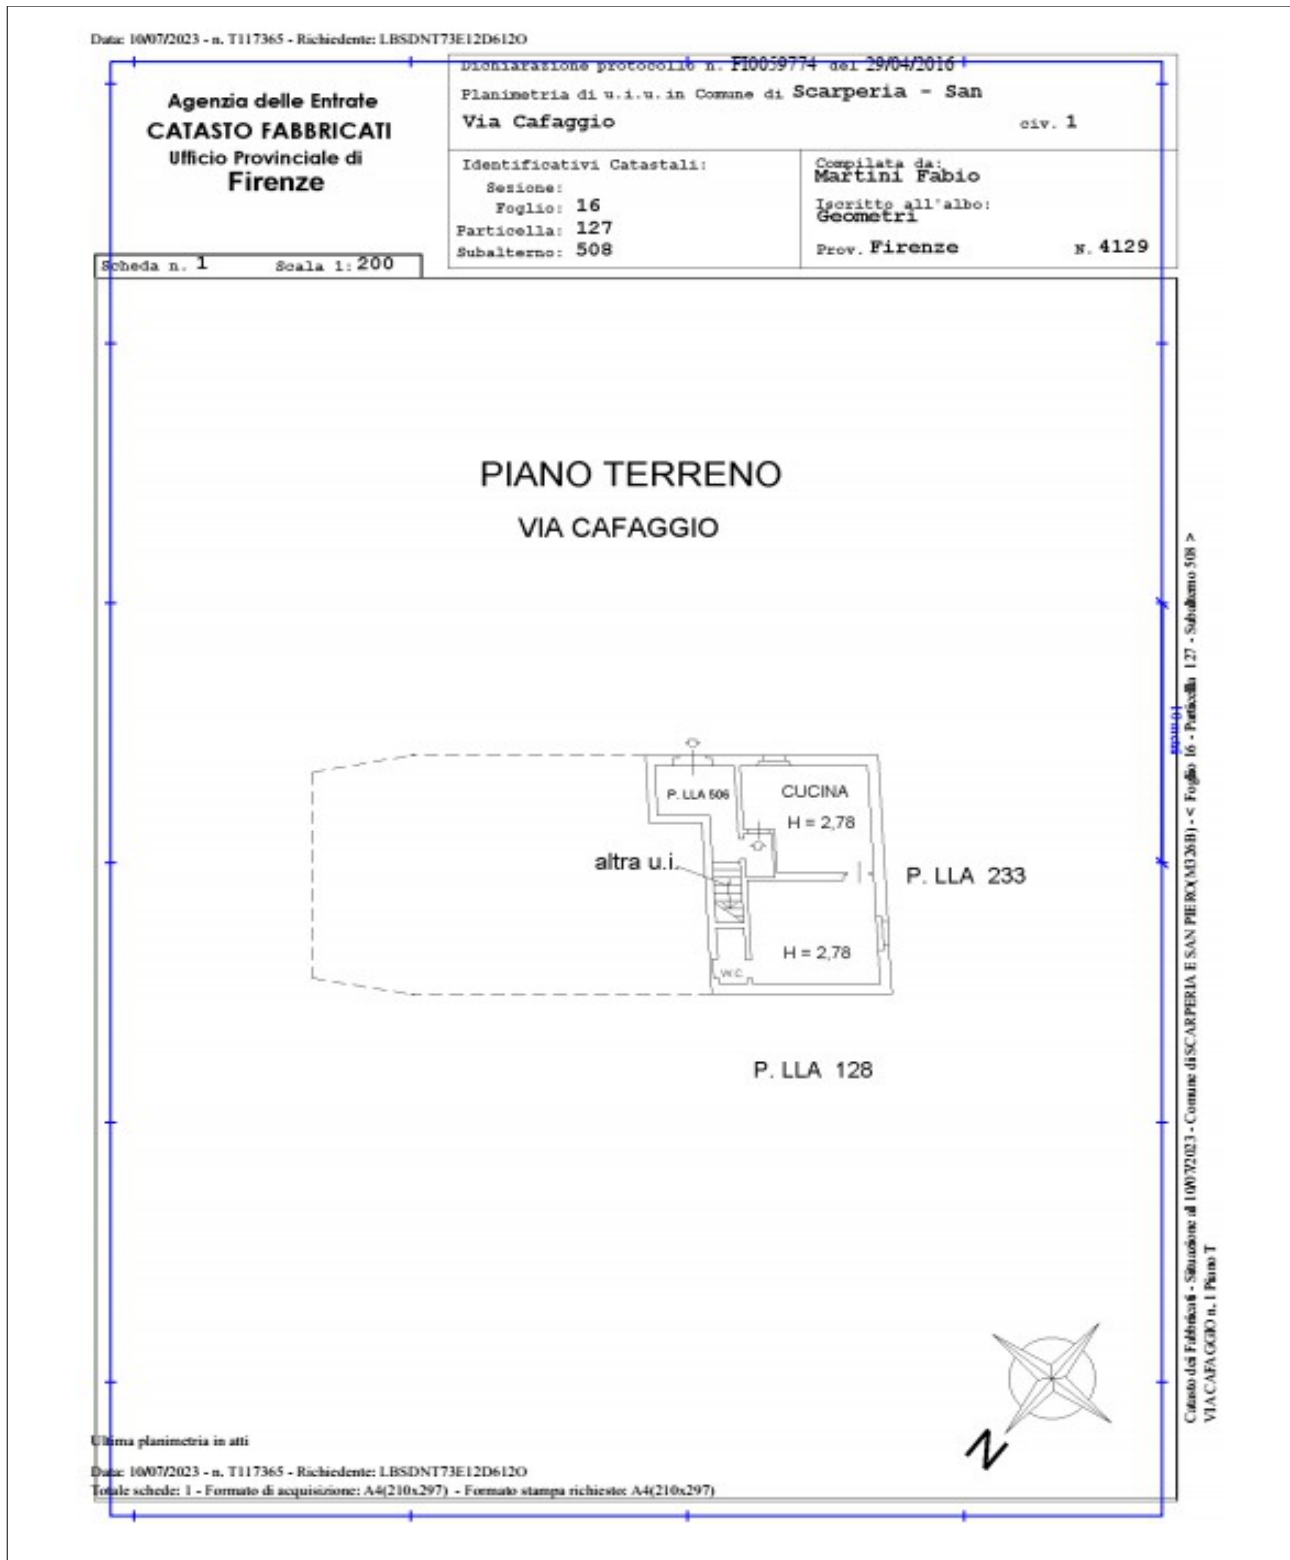 Data: 10/07/2023 - n. T117365 - Richiedente: LBSDNT73E12D612O
Agenzia delle Entrate
CATASTO FABBRICATI
Ufficio Provinciale di
Firenze
Dichiarazione protocollo n. FI0059774 del 29/04/2016
Planimetria di u.i.u. in Comune di Scarperia - San
Via Cafaggio civ. 1
Identificativi Catastali:
Sezione:
Foglio: 16
Particella: 127
Subalterno: 508
Compilata da:
Martini Fabio
Iscritto all'albo:
Geometri
Prov. Firenze N. 4129
Scheda n. 1 Scala 1: 200
PIANO TERRENO
VIA CAFAGGIO
P. LLA 506
CUCINA
H = 2,78
altra u.i.
P. LLA 233
H = 2,78
W.C.
P. LLA 128
N
10 metri
Catasto dei Fabbricati - Situazione al 10/07/2023 - Comune di SCARPERIA E SAN PIERO(M326B) - < Foglio 16 - Particella 127 - Subalterno 508 >
VIA CAFAGGIO n. 1 Piano T
Ultima planimetria in atti
Data: 10/07/2023 - n. T117365 - Richiedente: LBSDNT73E12D612O
Totale schede: 1 - Formato di acquisizione: A4(210x297) - Formato stampa richiesto: A4(210x297)